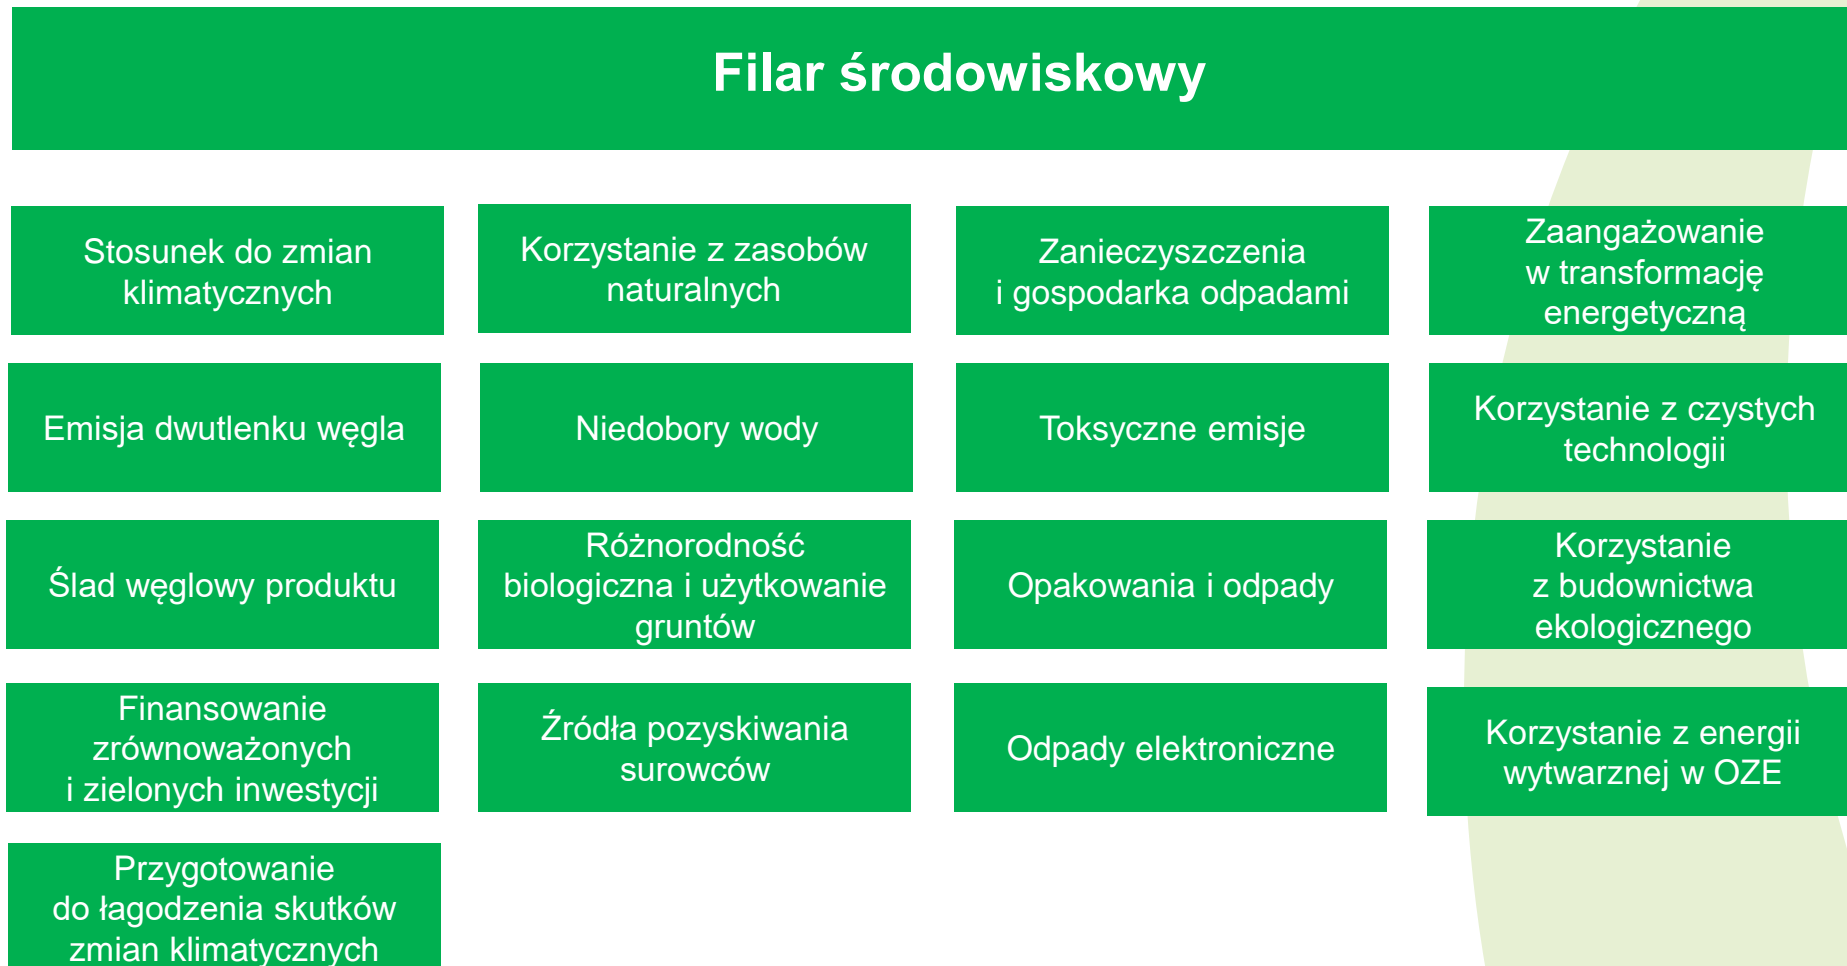 Filar środowiskowy
Stosunek do zmian
klimatycznych
Korzystanie z zasobów
naturalnych
Zanieczyszczenia
i gospodarka odpadami
Zaangażowanie
w transformację
energetyczną
Emisja dwutlenku węgla
Niedobory wody
Toksyczne emisje
Korzystanie z czystych
technologii
Ślad węglowy produktu
Różnorodność
biologiczna i użytkowanie
gruntów
Opakowania i odpady
Korzystanie
z budownictwa
ekologicznego
Finansowanie
zrównoważonych
i zielonych inwestycji
Źródła pozyskiwania
surowców
Odpady elektroniczne
Korzystanie z energii
wytwarznej w OZE
Przygotowanie
do łagodzenia skutków
zmian klimatycznych